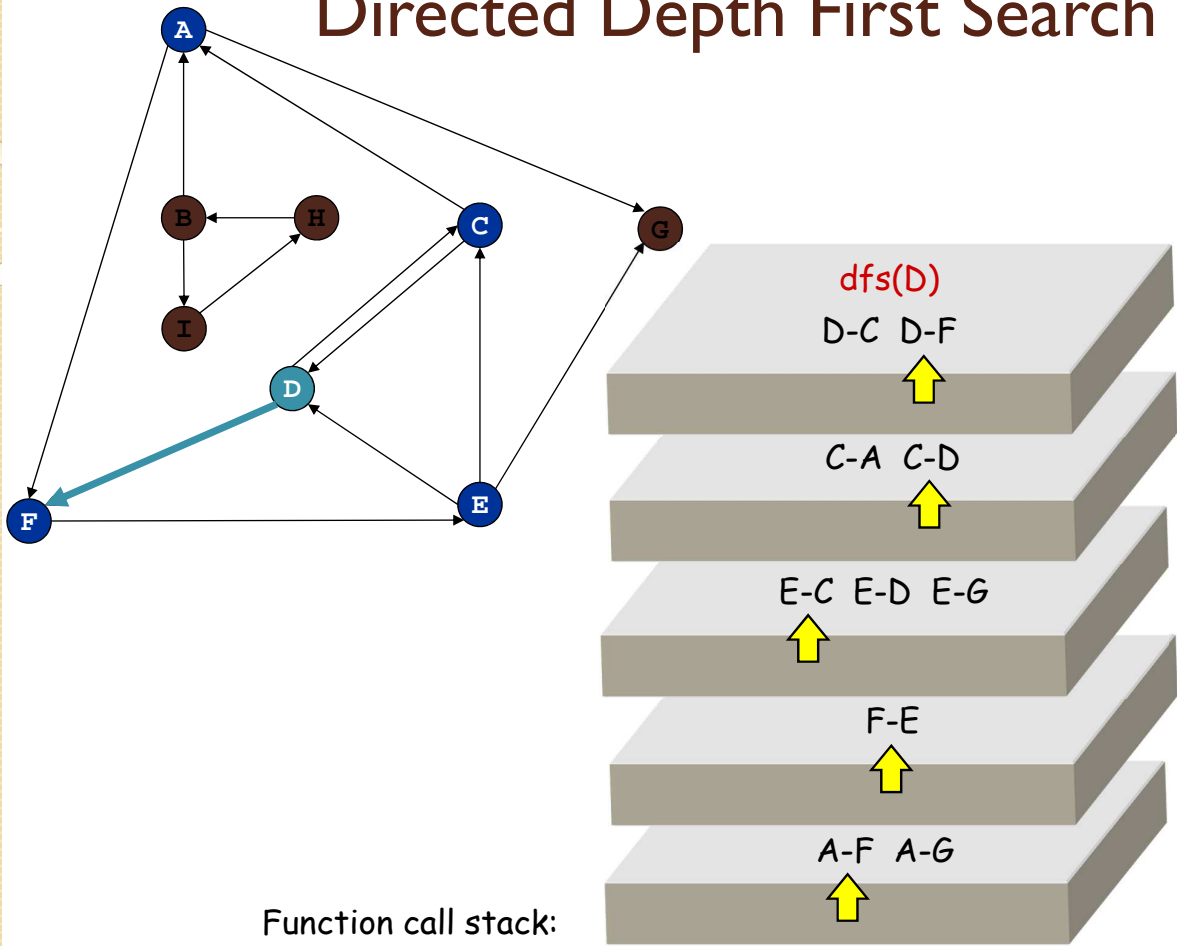 Directed Depth First Search
A
B
H
C
G
I
D
F
E
dfs(D)
D-C D-F
C-A C-D
E-C E-D E-G
F-E
A-F A-G
Function call stack: